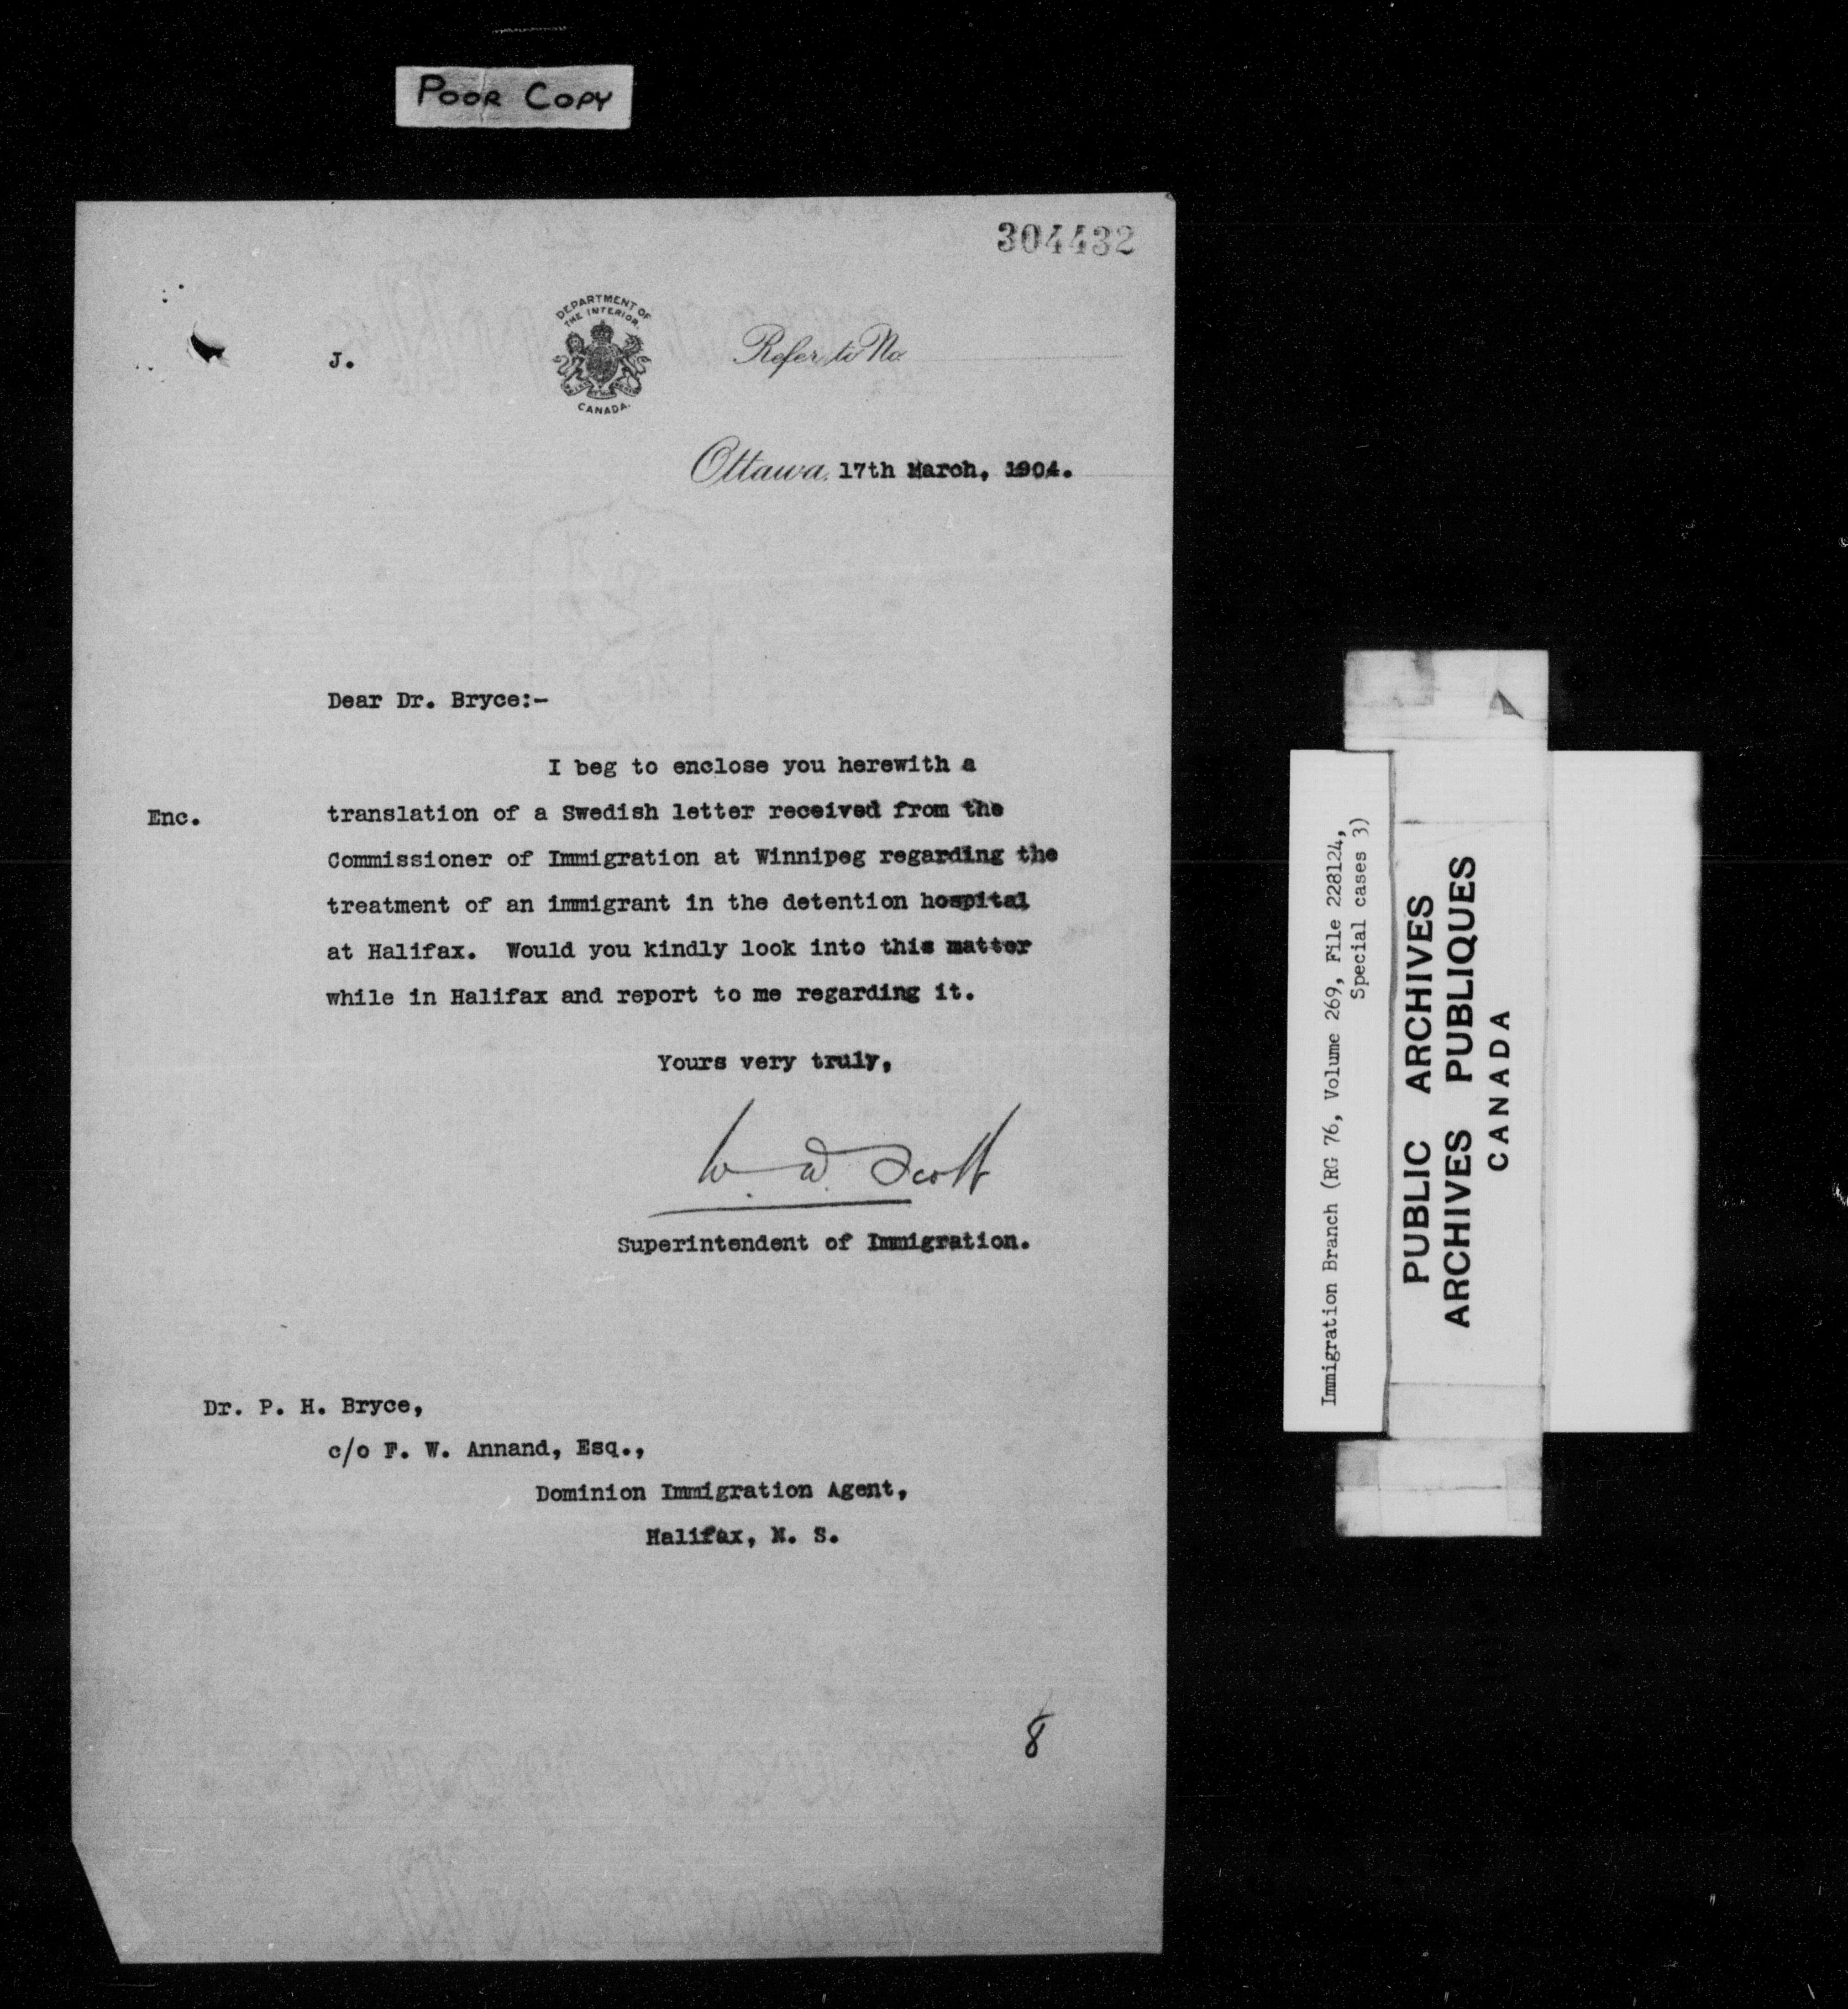 POOR COPY
304432
DEPARTMENT OF
THE INTERIOR.
CANADA.
J.
Refer to No.
Ottawa, 17th March, 1904.
Dear Dr. Bryce:-
I beg to enclose you herewith a
Enc.
translation of a Swedish letter received from the
Commissioner of Immigration at Winnipeg regarding the
treatment of an immigrant in the detention hospital
at Halifax. Would you kindly look into this matter
while in Halifax and report to me regarding it.
Yours very truly,
W. D. Scott
Superintendent of Immigration.
Dr. P. H. Bryce,
c/o F. W. Annand, Esq.,
Dominion Immigration Agent,
Halifax, N. S.
8
Immigration Branch (RG 76, Volume 269, File 228124,
Special cases 3)
PUBLIC ARCHIVES
ARCHIVES PUBLIQUES
CANADA